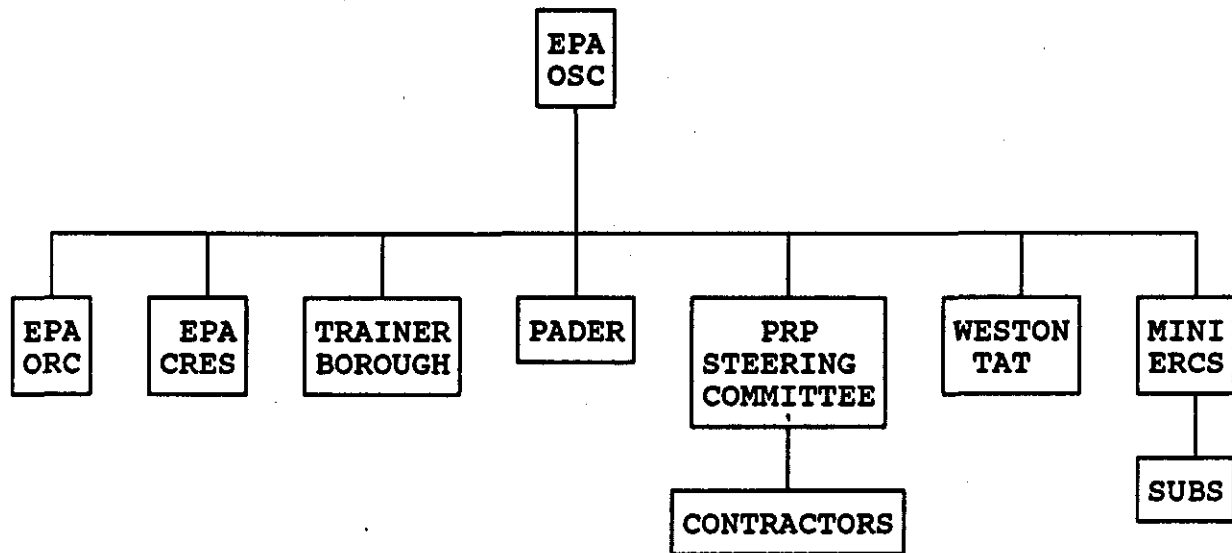 EPA
OSC
EPA
ORC
EPA
CRES
TRAINER
BOROUGH
PADER
PRP
STEERING
COMMITTEE
WESTON
TAT
MINI
ERCS
CONTRACTORS
SUBS